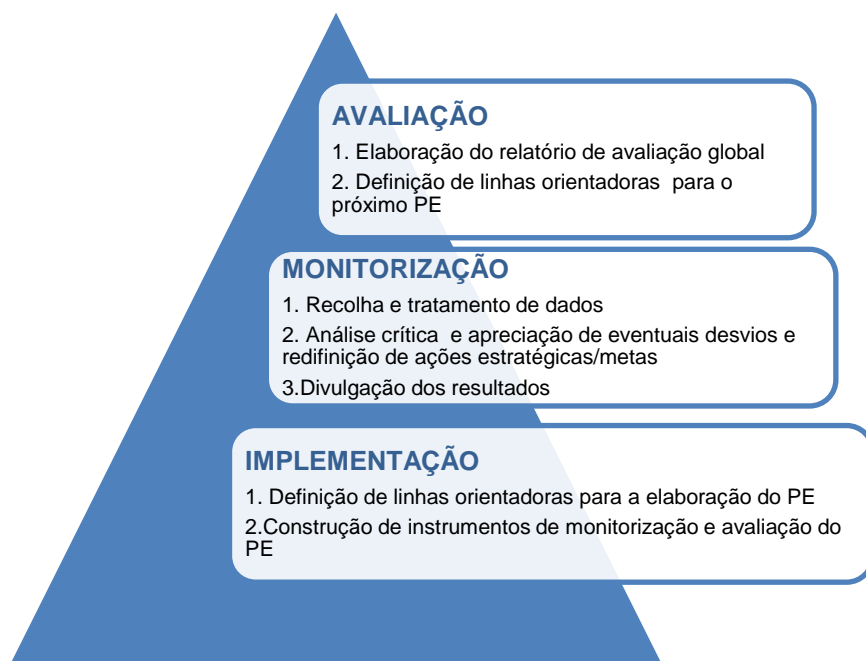 AVALIAÇÃO
1. Elaboração do relatório de avaliação global
2. Definição de linhas orientadoras para o
próximo PE
MONITORIZAÇÃO
1. Recolha e tratamento de dados
2. Análise crítica e apreciação de eventuais desvios e
redifinição de ações estratégicas/metas
3.Divulgação dos resultados
IMPLEMENTAÇÃO
1. Definição de linhas orientadoras para a elaboração do PE
2.Construção de instrumentos de monitorização e avaliação do
PE